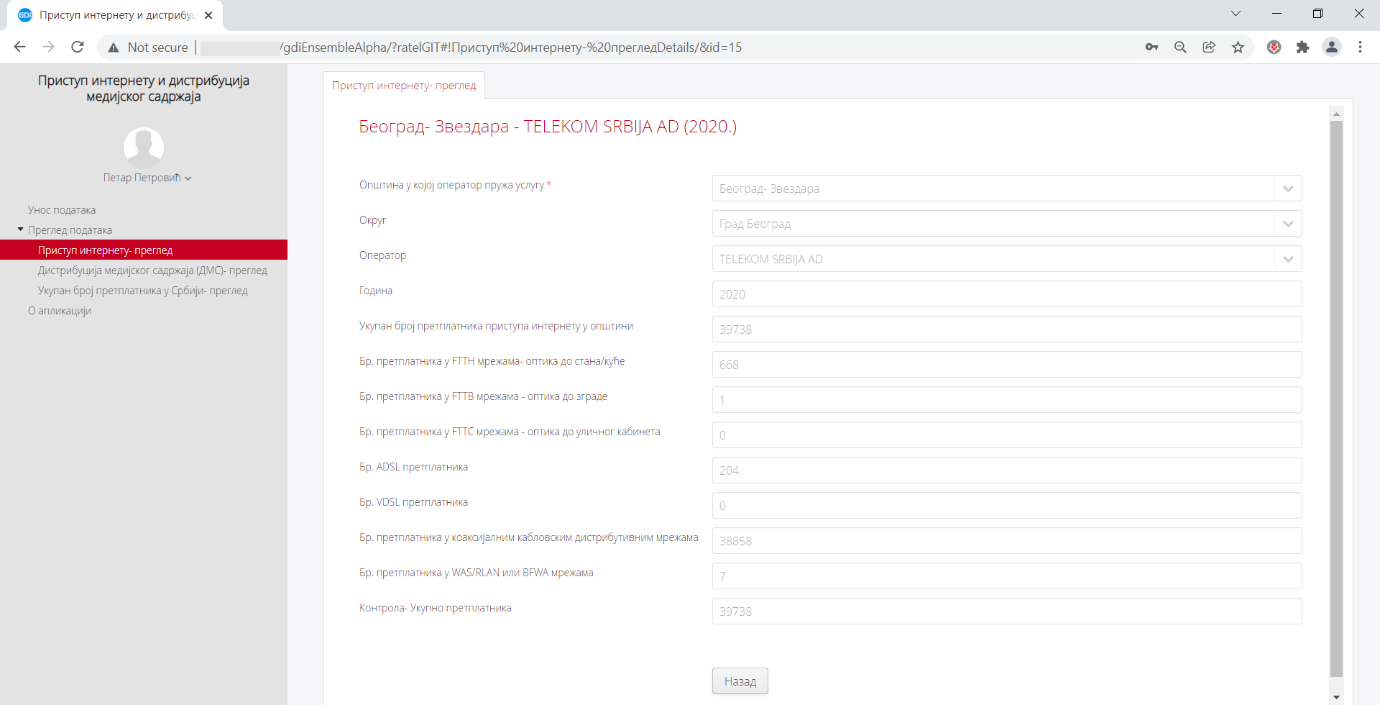 GDi Приступ интернету и дистрибу
Not secure | /gdiEnsembleAlpha/?ratelGIT#!Приступ%20интернету-%20прегледDetails/&id=15
Приступ интернету и дистрибуција
медијског садржаја
Петар Петровић
Унос података
Преглед података
Приступ интернету- преглед
Дистрибуција медијског садржаја (ДМС)- преглед
Укупан број претплатника у Србији- преглед
О апликацији
Приступ интернету- преглед
Београд- Звездара - TELEKOM SRBIJA AD (2020.)
Општина у којој оператор пружа услугу * Београд- Звездара
Округ Град Београд
Оператор TELEKOM SRBIJA AD
Година 2020
Укупан број претплатника приступа интернету у општини 39738
Бр. претплатника у FTTH мрежама- оптика до стана/куће 668
Бр. претплатника у FTTB мрежама - оптика до зграде 1
Бр. претплатника у FTTC мрежама - оптика до уличног кабинета 0
Бр. ADSL претплатника 204
Бр. VDSL претплатника 0
Бр. претплатника у коаксијалним кабловским дистрибутивним мрежама 38858
Бр. претплатника у WAS/RLAN или BFWA мрежама 7
Контрола- Укупно претплатника 39738
Назад